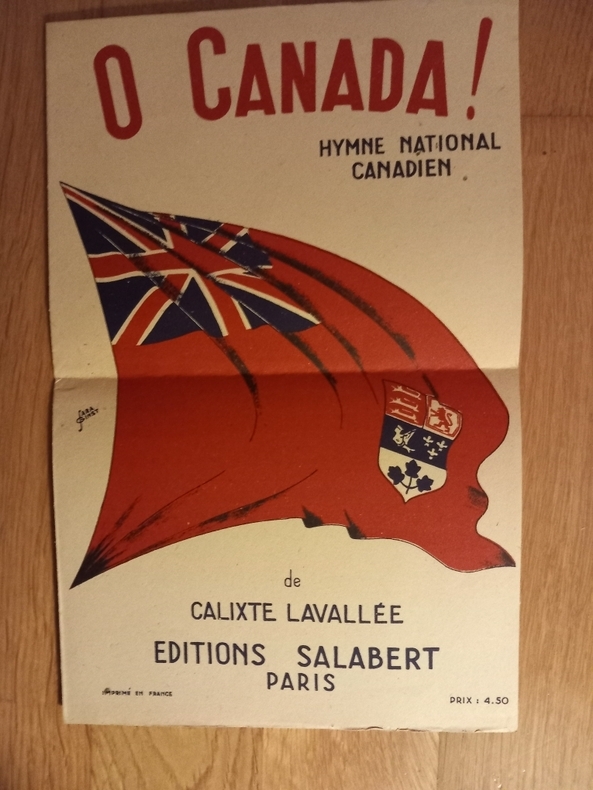 O CANADA!
HYMNE NATIONAL
CANADIEN
de
CALIXTE LAVALLÉE
EDITIONS SALABERT
PARIS
IMPRIMÉ EN FRANCE
PRIX : 4.50